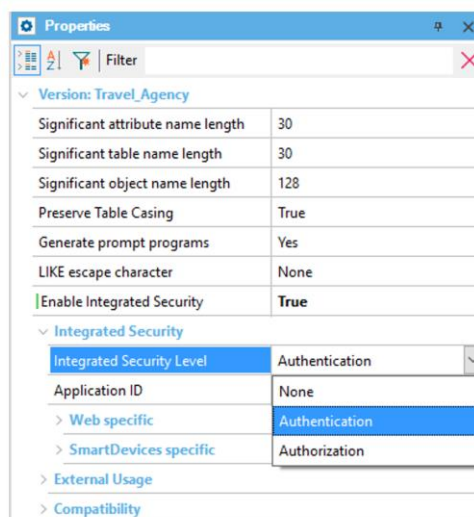 Properties
Filter
Version: Travel_Agency
Significant attribute name length 30
Significant table name length 30
Significant object name length 128
Preserve Table Casing True
Generate prompt programs Yes
LIKE escape character None
Enable Integrated Security True
Integrated Security
Integrated Security Level Authentication
Application ID None
Web specific Authentication
SmartDevices specific Authorization
External Usage
Compatibility